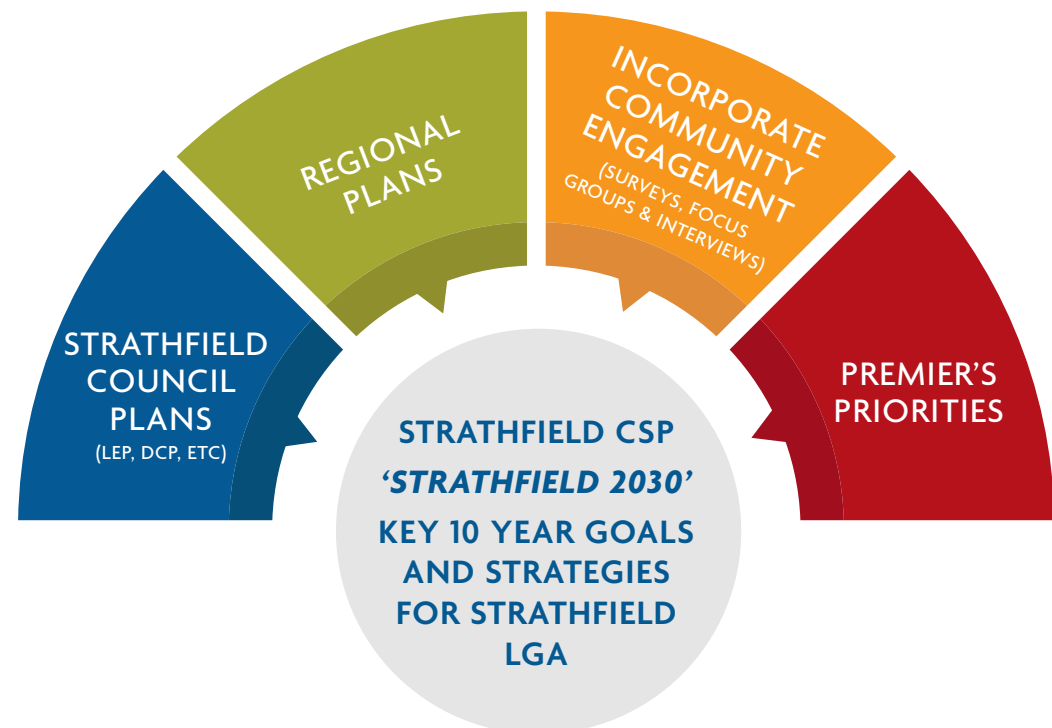 STRATHFIELD
COUNCIL
PLANS
(LEP, DCP, ETC)
REGIONAL
PLANS
INCORPORATE
COMMUNITY
ENGAGEMENT
(SURVEYS, FOCUS
GROUPS & INTERVIEWS)
PREMIER'S
PRIORITIES
STRATHFIELD CSP
‘STRATHFIELD 2030’
KEY 10 YEAR GOALS
AND STRATEGIES
FOR STRATHFIELD
LGA